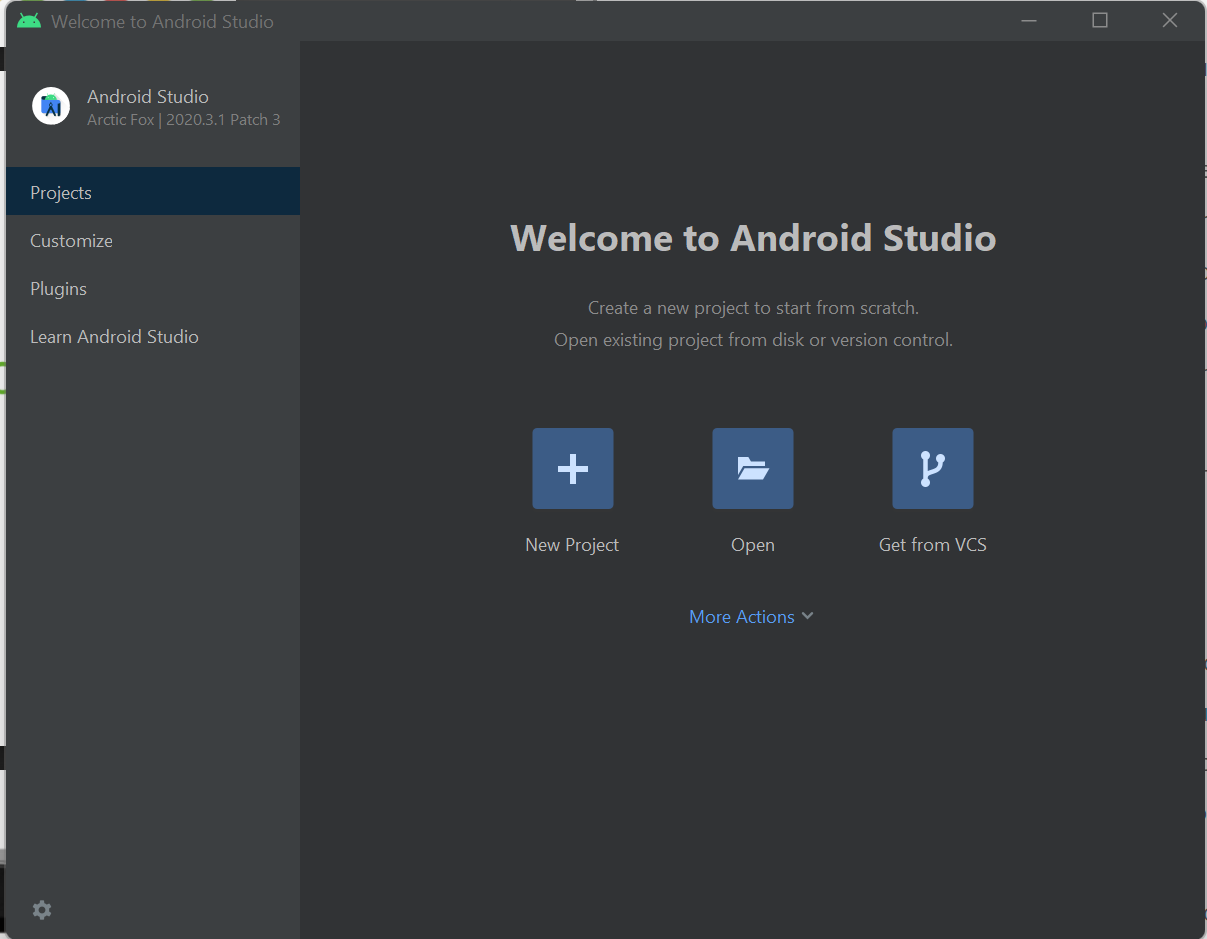 Welcome to Android Studio
Android Studio
Arctic Fox | 2020.3.1 Patch 3
Projects
Customize
Plugins
Learn Android Studio
Welcome to Android Studio
Create a new project to start from scratch.
Open existing project from disk or version control.
New Project
Open
Get from VCS
More Actions